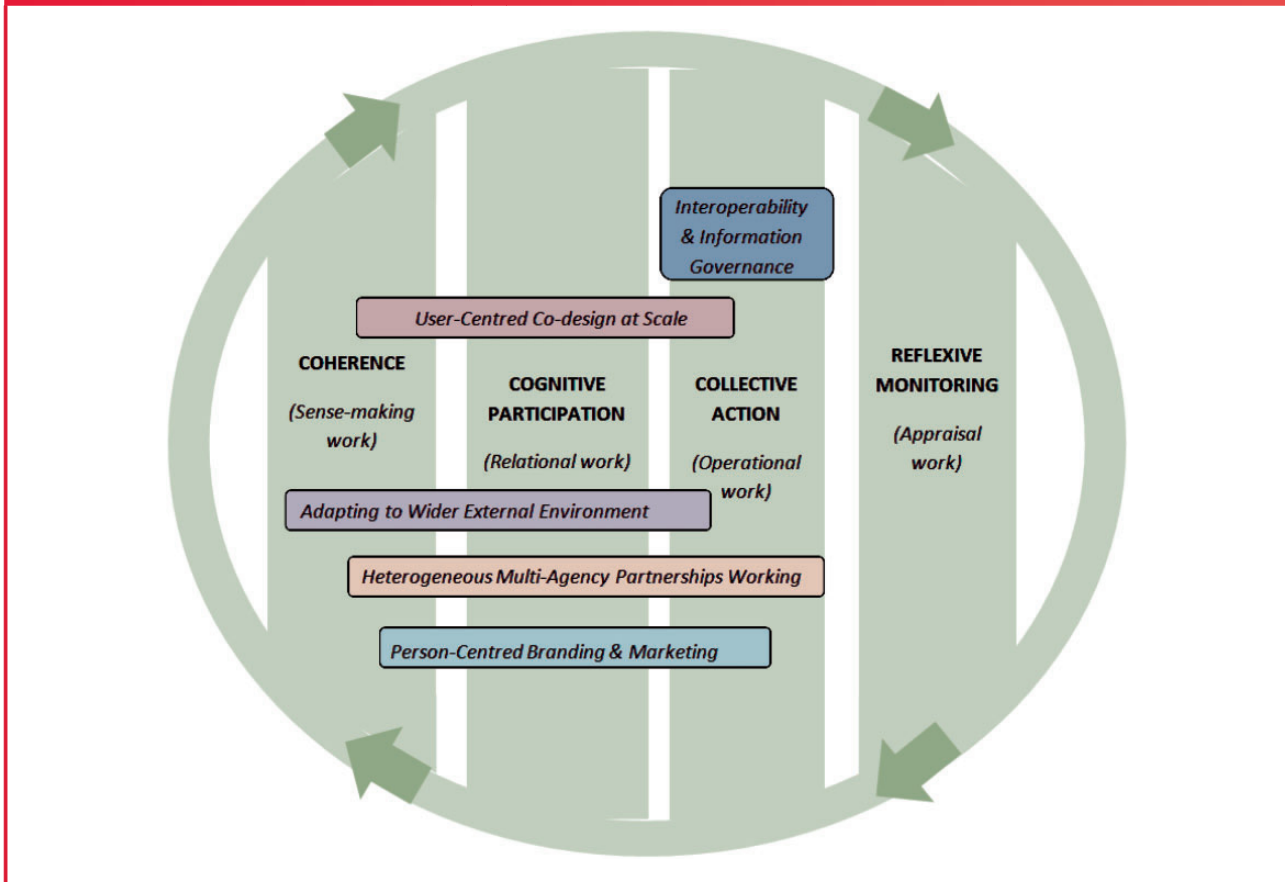 Interoperability
& Information
Governance
User-Centred Co-design at Scale
COHERENCE
(Sense-making
work)
COGNITIVE
PARTICIPATION
(Relational work)
COLLECTIVE
ACTION
(Operational
work)
REFLEXIVE
MONITORING
(Appraisal
work)
Adapting to Wider External Environment
Heterogeneous Multi-Agency Partnerships Working
Person-Centred Branding & Marketing